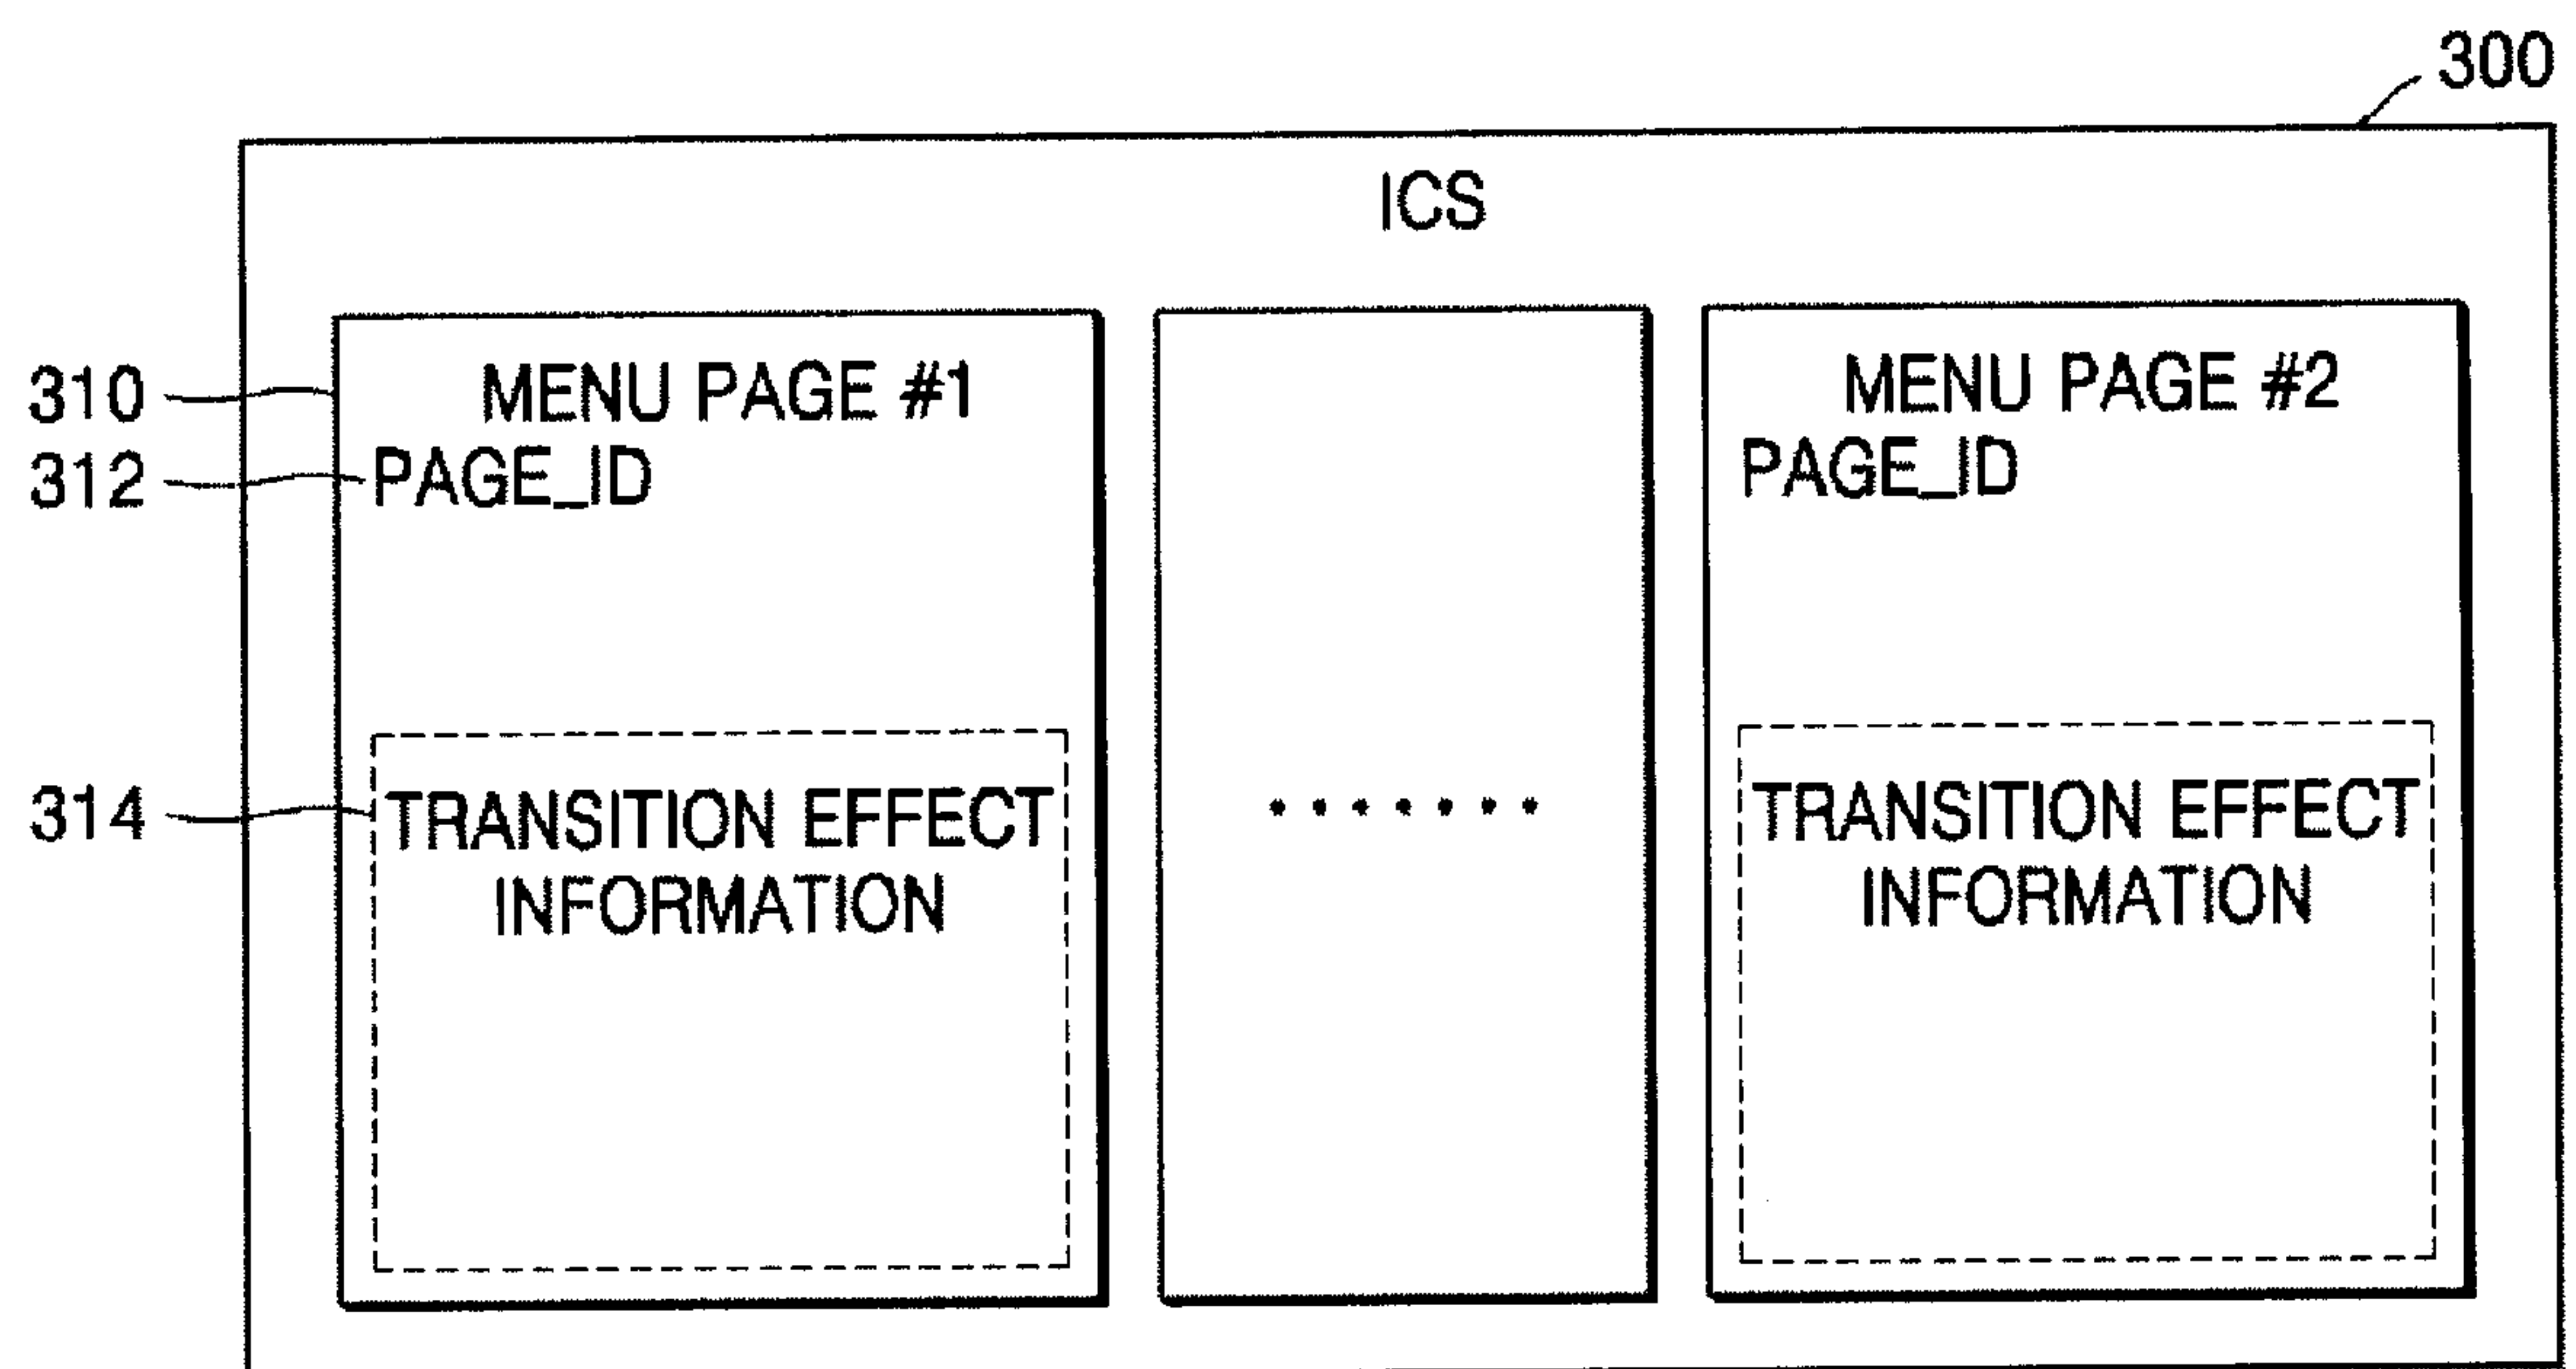 300
ICS
310
MENU PAGE #1
312
PAGE_ID
314
TRANSITION EFFECT
INFORMATION
.......
MENU PAGE #2
PAGE_ID
TRANSITION EFFECT
INFORMATION